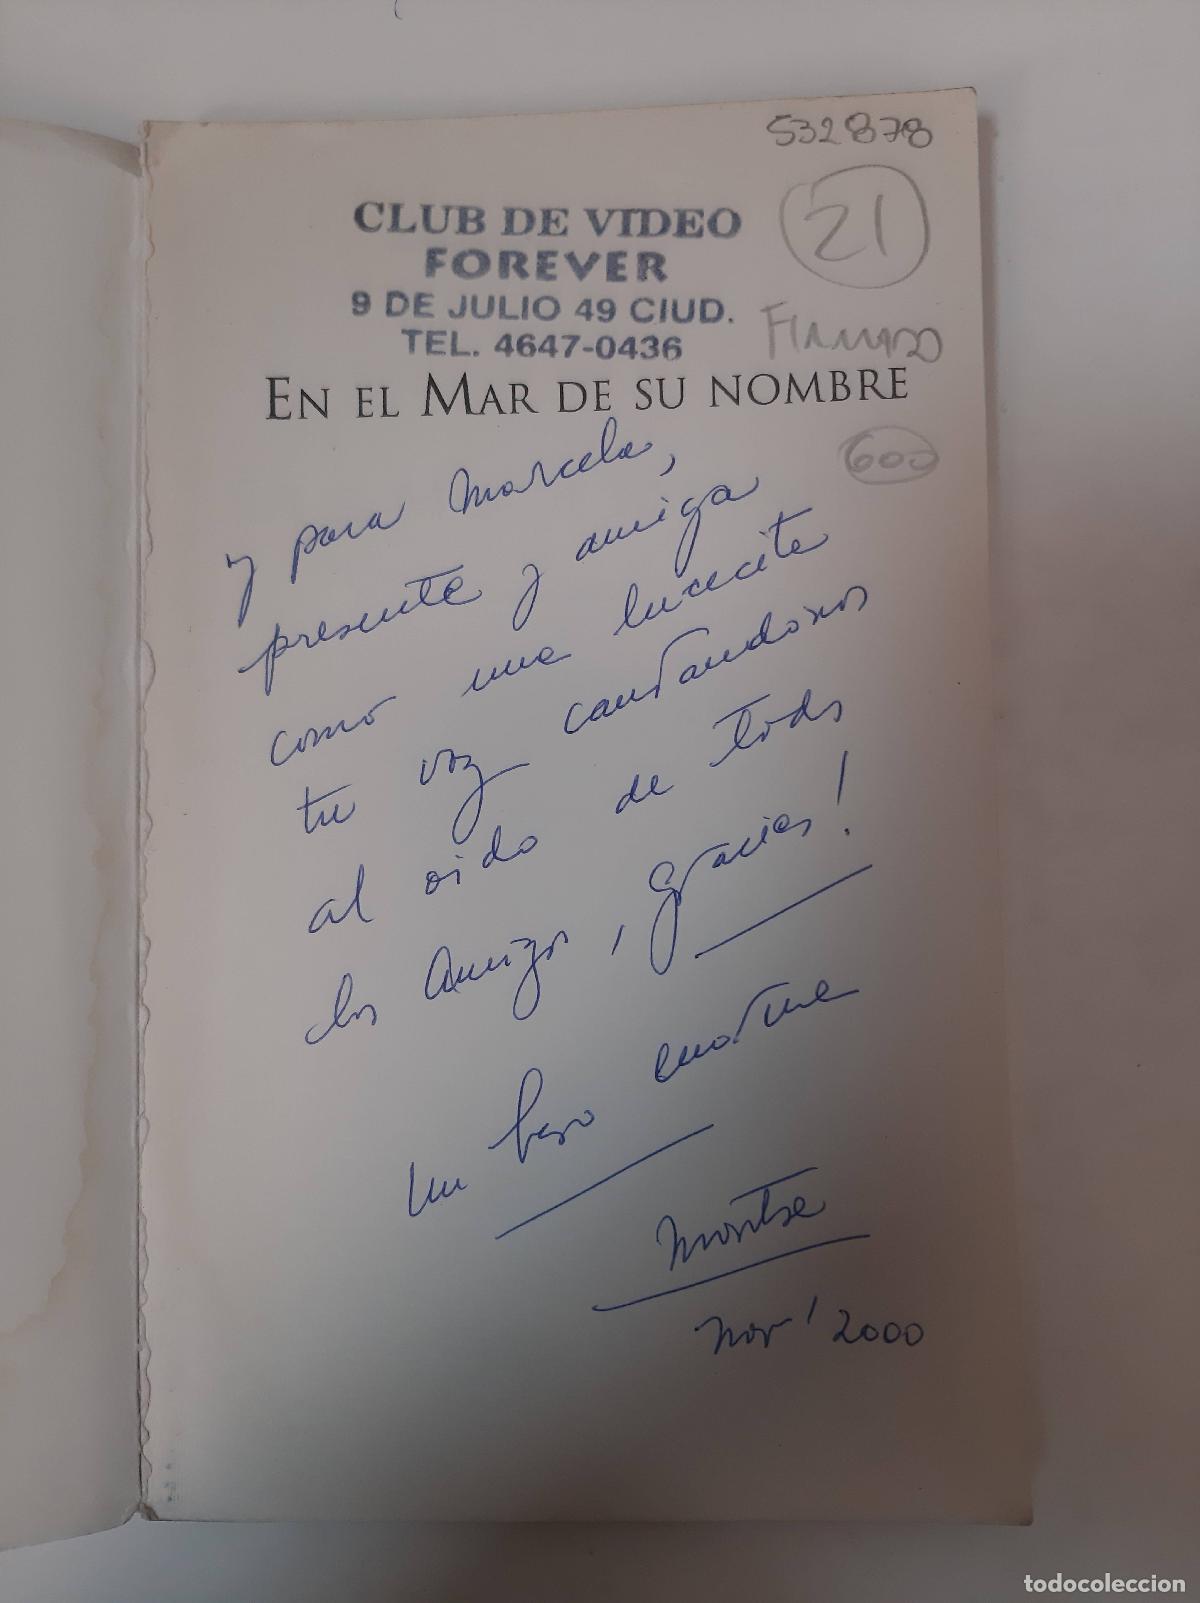 532878
CLUB DE VIDEO
FOREVER
9 DE JULIO 49 CIUD.
TEL. 4647-0436
21
FIRMADO
EN EL MAR DE SU NOMBRE
600
y para Marcela,
presente y amiga
como una lucecita
tu voz cantándonos
al oido de todos
los amigos, gracias!
un beso enorme
Montse
Nov' 2000
todocoleccion